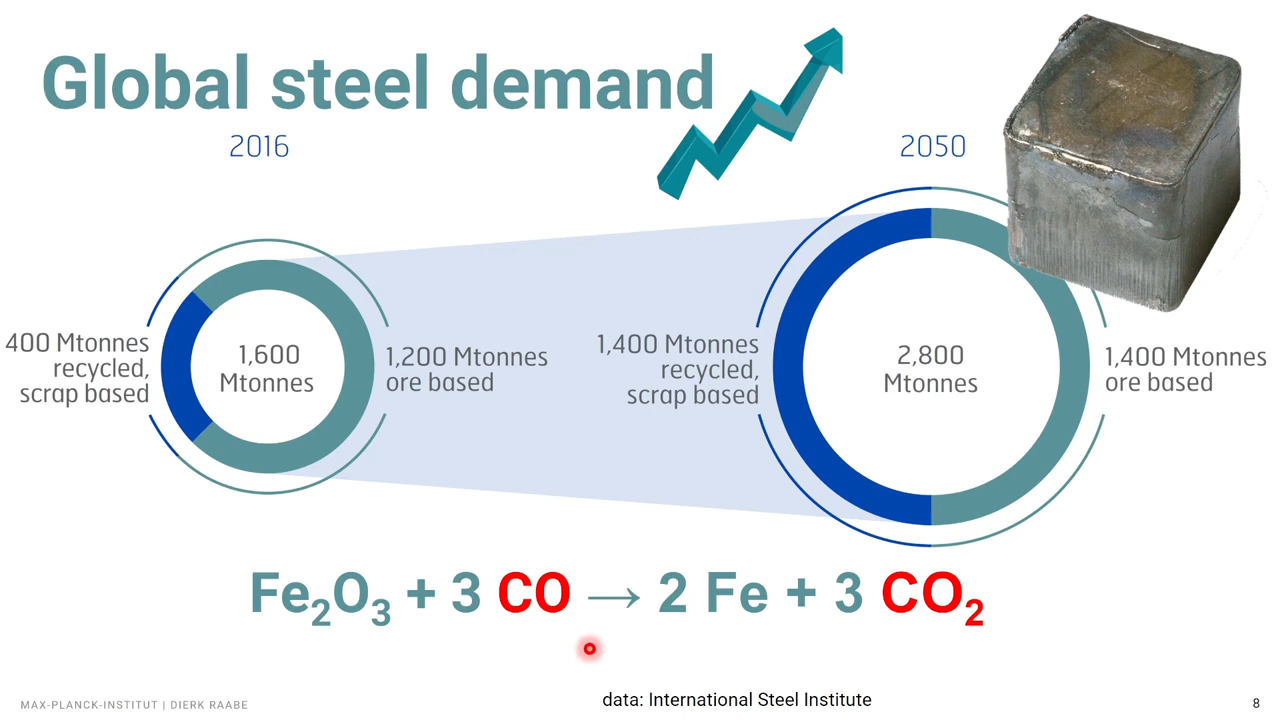 Global steel demand
2016
2050
400 Mtonnes
recycled,
scrap based
1,600
Mtonnes
1,200 Mtonnes
ore based
1,400 Mtonnes
recycled,
scrap based
2,800
Mtonnes
1,400 Mtonnes
ore based
Fe₂O₃ + 3 CO → 2 Fe + 3 CO₂
data: International Steel Institute
MAX-PLANCK-INSTITUT | DIERK RAABE
8